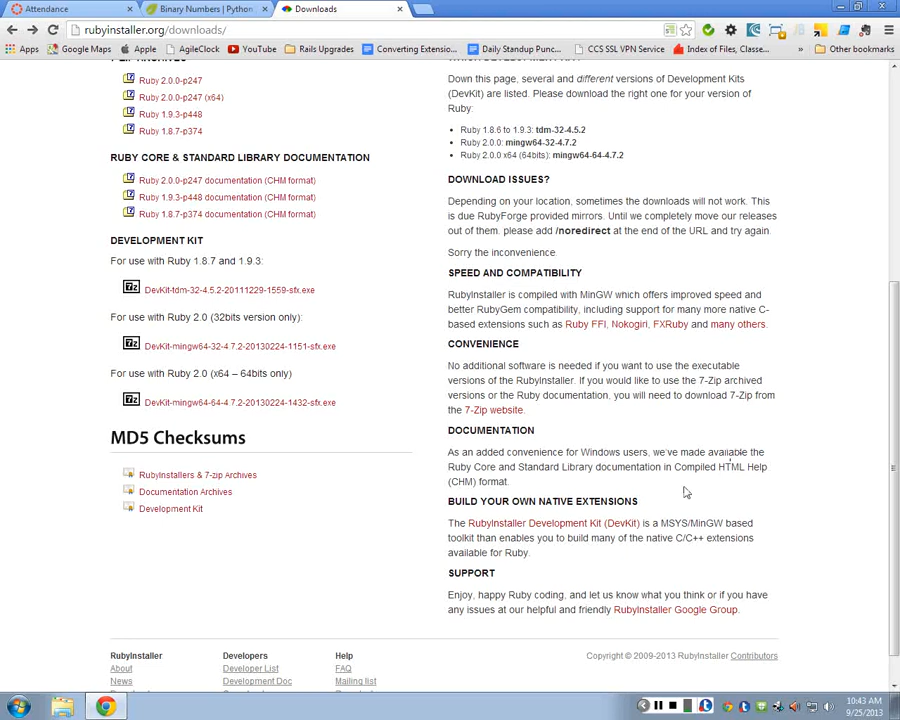 Attendance
Binary Numbers | Python
Downloads
rubyinstaller.org/downloads/
Apps
Google Maps
Apple
AgileClock
YouTube
Rails Upgrades
Converting Extensio...
Daily Standup Punc...
CCS SSL VPN Service
Index of Files, Classe...
»
Other bookmarks
Ruby 2.0.0-p247
Ruby 2.0.0-p247 (x64)
Ruby 1.9.3-p448
Ruby 1.8.7-p374
RUBY CORE & STANDARD LIBRARY DOCUMENTATION
Ruby 2.0.0-p247 documentation (CHM format)
Ruby 1.9.3-p448 documentation (CHM format)
Ruby 1.8.7-p374 documentation (CHM format)
DEVELOPMENT KIT
For use with Ruby 1.8.7 and 1.9.3:
DevKit-tdm-32-4.5.2-20111229-1559-sfx.exe
For use with Ruby 2.0 (32bits version only):
DevKit-mingw64-32-4.7.2-20130224-1151-sfx.exe
For use with Ruby 2.0 (x64 – 64bits only)
DevKit-mingw64-64-4.7.2-20130224-1432-sfx.exe
MD5 Checksums
RubyInstallers & 7-zip Archives
Documentation Archives
Development Kit
Down this page, several and different versions of Development Kits
(DevKit) are listed. Please download the right one for your version of
Ruby:
• Ruby 1.8.6 to 1.9.3: tdm-32-4.5.2
• Ruby 2.0.0: mingw64-32-4.7.2
• Ruby 2.0.0 x64 (64bits): mingw64-64-4.7.2
DOWNLOAD ISSUES?
Depending on your location, sometimes the downloads will not work. This
is due RubyForge provided mirrors. Until we completely move our releases
out of them, please add /noredirect at the end of the URL and try again.
Sorry the inconvenience.
SPEED AND COMPATIBILITY
RubyInstaller is compiled with MinGW which offers improved speed and
better RubyGem compatibility, including support for many more native C-
based extensions such as Ruby FFI, Nokogiri, FXRuby and many others.
CONVENIENCE
No additional software is needed if you want to use the executable
versions of the RubyInstaller. If you would like to use the 7-Zip archived
versions or the Ruby documentation, you will need to download 7-Zip from
the 7-Zip website.
DOCUMENTATION
As an added convenience for Windows users, we've made available the
Ruby Core and Standard Library documentation in Compiled HTML Help
(CHM) format.
BUILD YOUR OWN NATIVE EXTENSIONS
The RubyInstaller Development Kit (DevKit) is a MSYS/MinGW based
toolkit than enables you to build many of the native C/C++ extensions
available for Ruby.
SUPPORT
Enjoy, happy Ruby coding, and let us know what you think or if you have
any issues at our helpful and friendly RubyInstaller Google Group.
RubyInstaller
About
News
Developers
Developer List
Development Doc
Help
FAQ
Mailing list
Copyright © 2009-2013 RubyInstaller Contributors
10:43 AM
9/25/2013